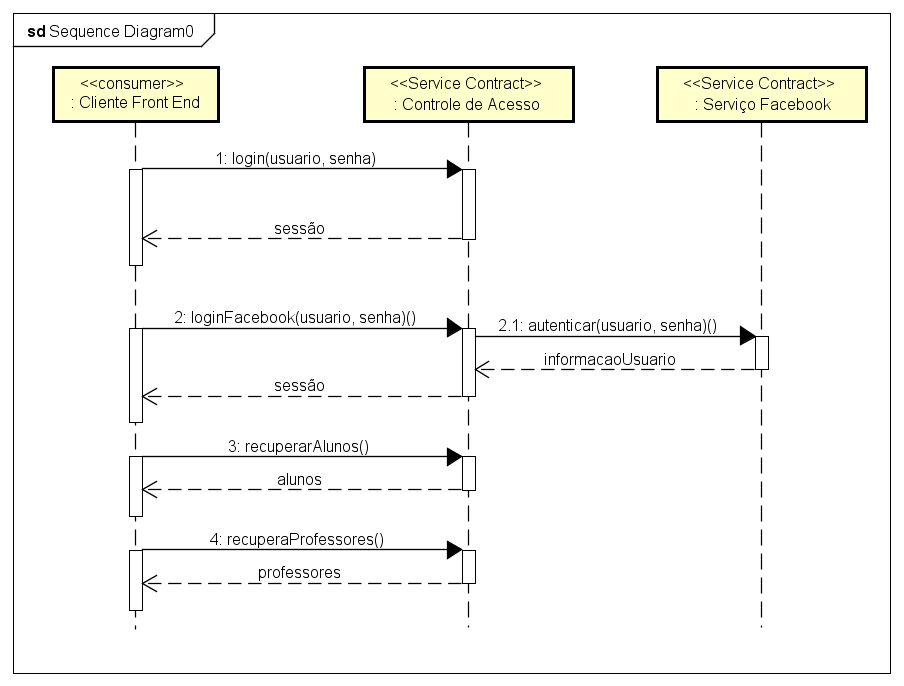 sd Sequence Diagram0
<<consumer>>
: Cliente Front End
<<Service Contract>>
: Controle de Acesso
<<Service Contract>>
: Serviço Facebook
1: login(usuario, senha)
sessão
2: loginFacebook(usuario, senha)()
2.1: autenticar(usuario, senha)()
informacaoUsuario
sessão
3: recuperarAlunos()
alunos
4: recuperaProfessores()
professores